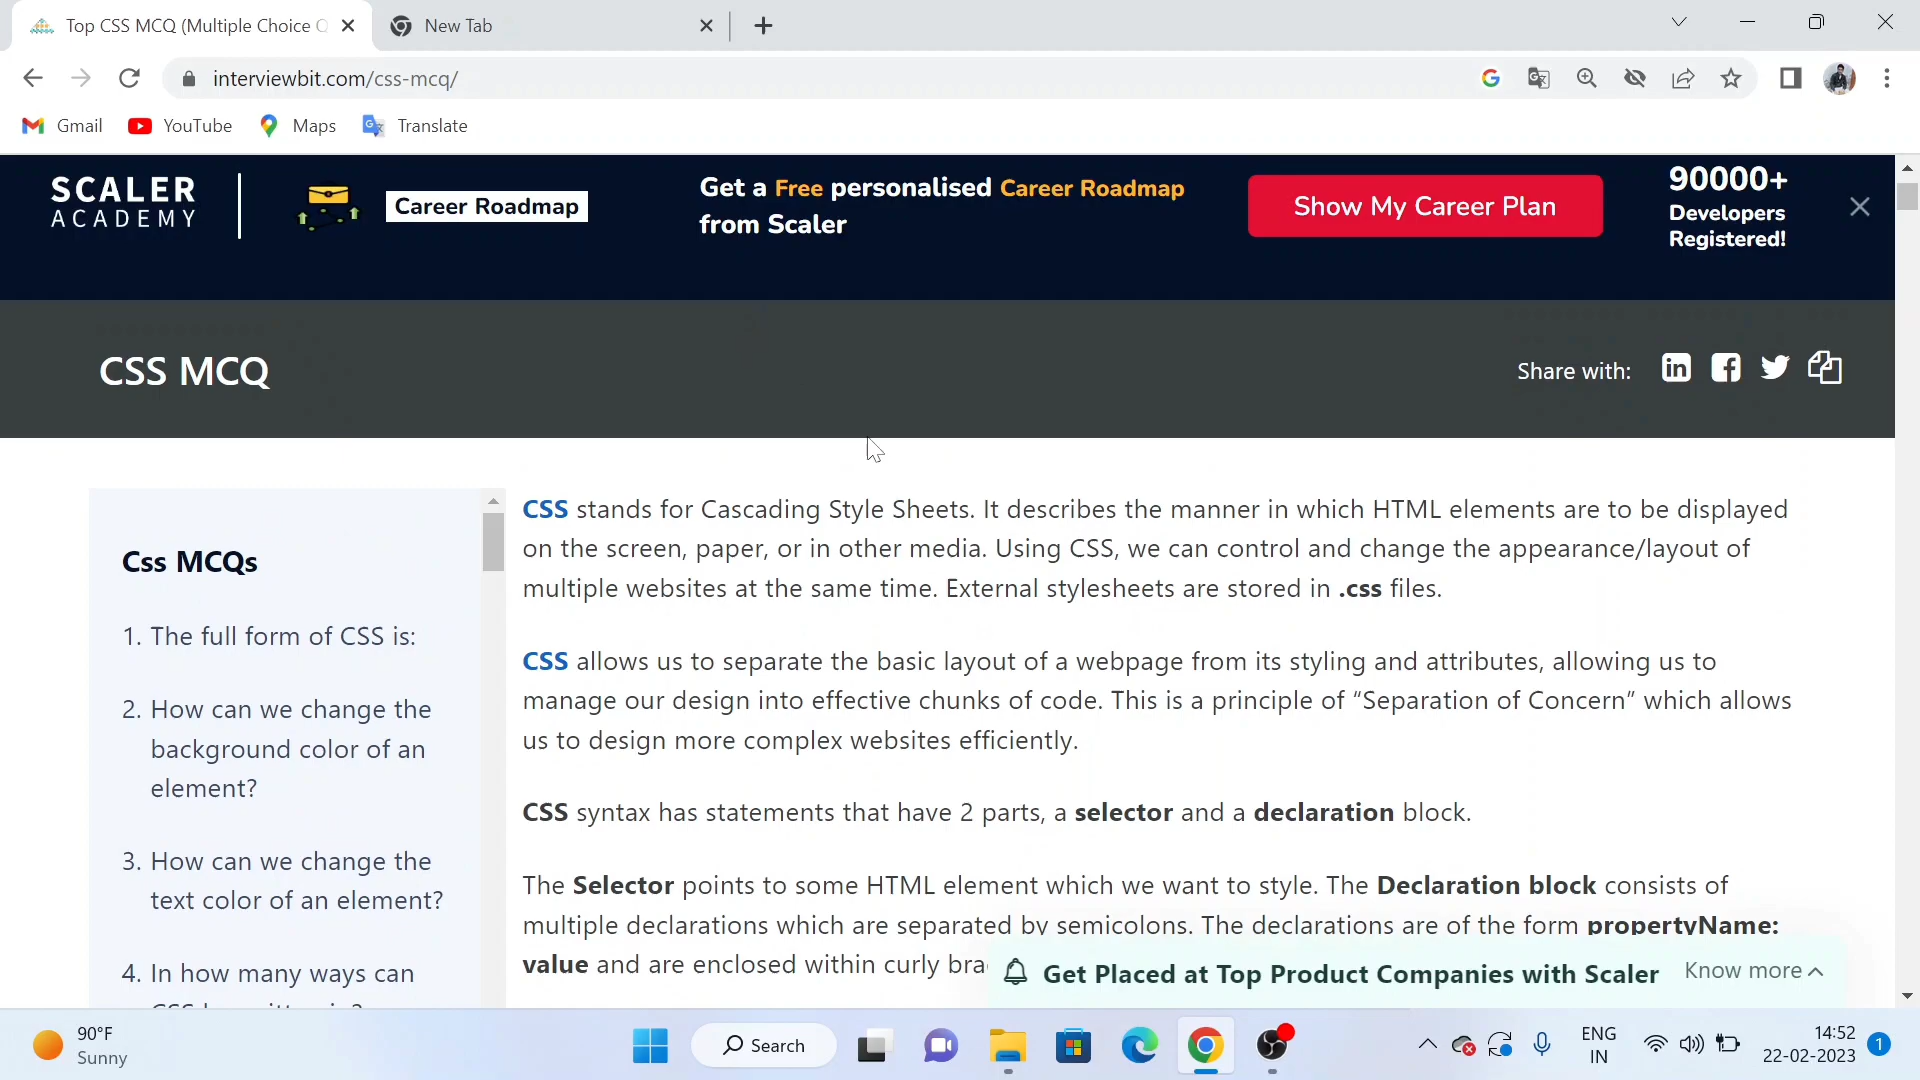 Top CSS MCQ (Multiple Choice Q
New Tab
interviewbit.com/css-mcq/
Gmail
YouTube
Maps
Translate
SCALER
ACADEMY
Career Roadmap
Get a Free personalised Career Roadmap
from Scaler
Show My Career Plan
90000+
Developers
Registered!
CSS MCQ
Share with:
Css MCQs
1. The full form of CSS is:
2. How can we change the
background color of an
element?
3. How can we change the
text color of an element?
4. In how many ways can
CSS stands for Cascading Style Sheets. It describes the manner in which HTML elements are to be displayed
on the screen, paper, or in other media. Using CSS, we can control and change the appearance/layout of
multiple websites at the same time. External stylesheets are stored in .css files.
CSS allows us to separate the basic layout of a webpage from its styling and attributes, allowing us to
manage our design into effective chunks of code. This is a principle of “Separation of Concern” which allows
us to design more complex websites efficiently.
CSS syntax has statements that have 2 parts, a selector and a declaration block.
The Selector points to some HTML element which we want to style. The Declaration block consists of
multiple declarations which are separated by semicolons. The declarations are of the form propertyName:
value and are enclosed within curly bra
Get Placed at Top Product Companies with Scaler
Know more
90°F
Sunny
Search
ENG
IN
14:52
22-02-2023
1